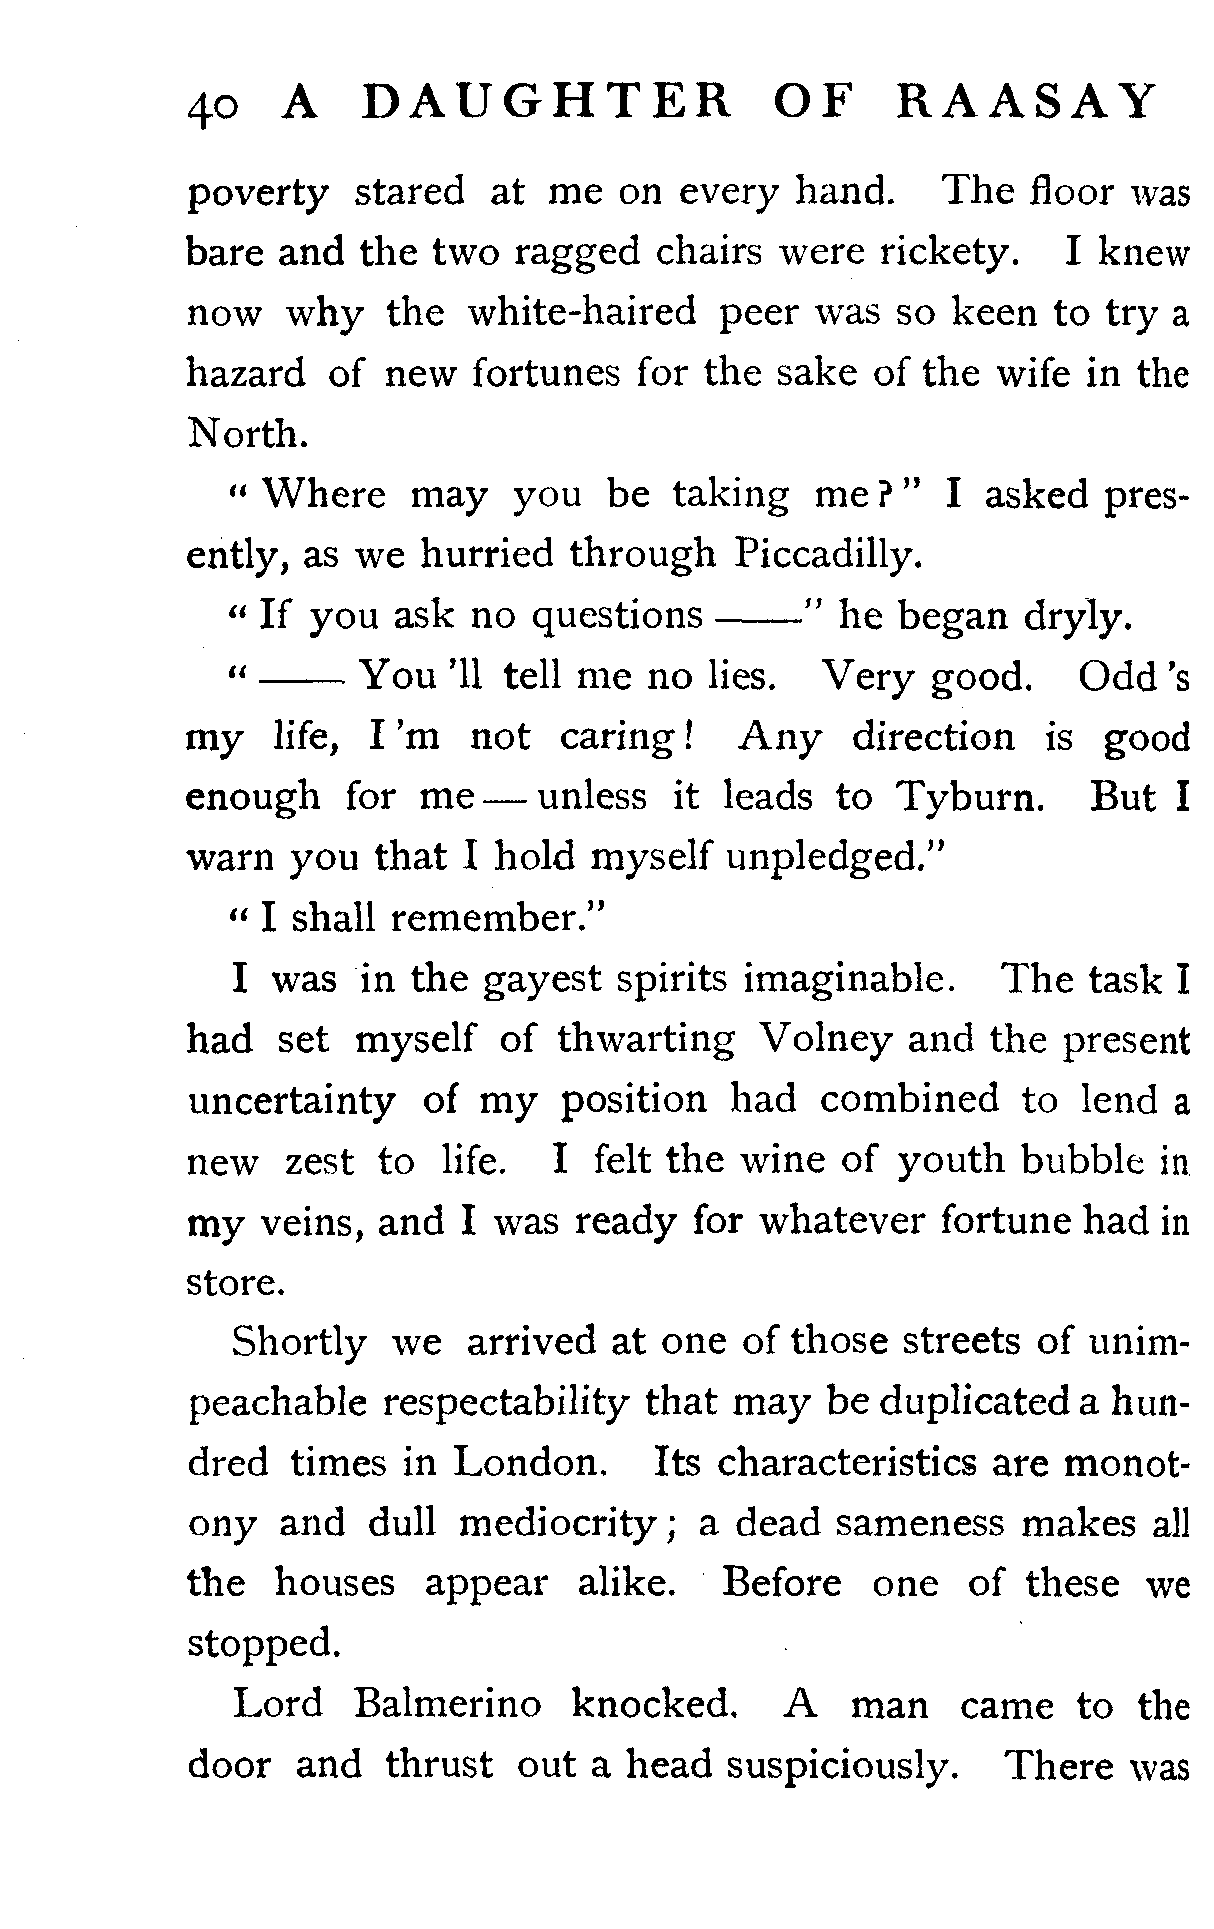 40 A DAUGHTER OF RAASAY
poverty stared at me on every hand. The floor was
bare and the two ragged chairs were rickety. I knew
now why the white-haired peer was so keen to try a
hazard of new fortunes for the sake of the wife in the
North.
“ Where may you be taking me? ” I asked pres-
ently, as we hurried through Piccadilly.
“ If you ask no questions ——” he began dryly.
“ —— You 'll tell me no lies. Very good. Odd 's
my life, I 'm not caring! Any direction is good
enough for me — unless it leads to Tyburn. But I
warn you that I hold myself unpledged.”
“ I shall remember.”
I was in the gayest spirits imaginable. The task I
had set myself of thwarting Volney and the present
uncertainty of my position had combined to lend a
new zest to life. I felt the wine of youth bubble in
my veins, and I was ready for whatever fortune had in
store.
Shortly we arrived at one of those streets of unim-
peachable respectability that may be duplicated a hun-
dred times in London. Its characteristics are monot-
ony and dull mediocrity; a dead sameness makes all
the houses appear alike. Before one of these we
stopped.
Lord Balmerino knocked. A man came to the
door and thrust out a head suspiciously. There was